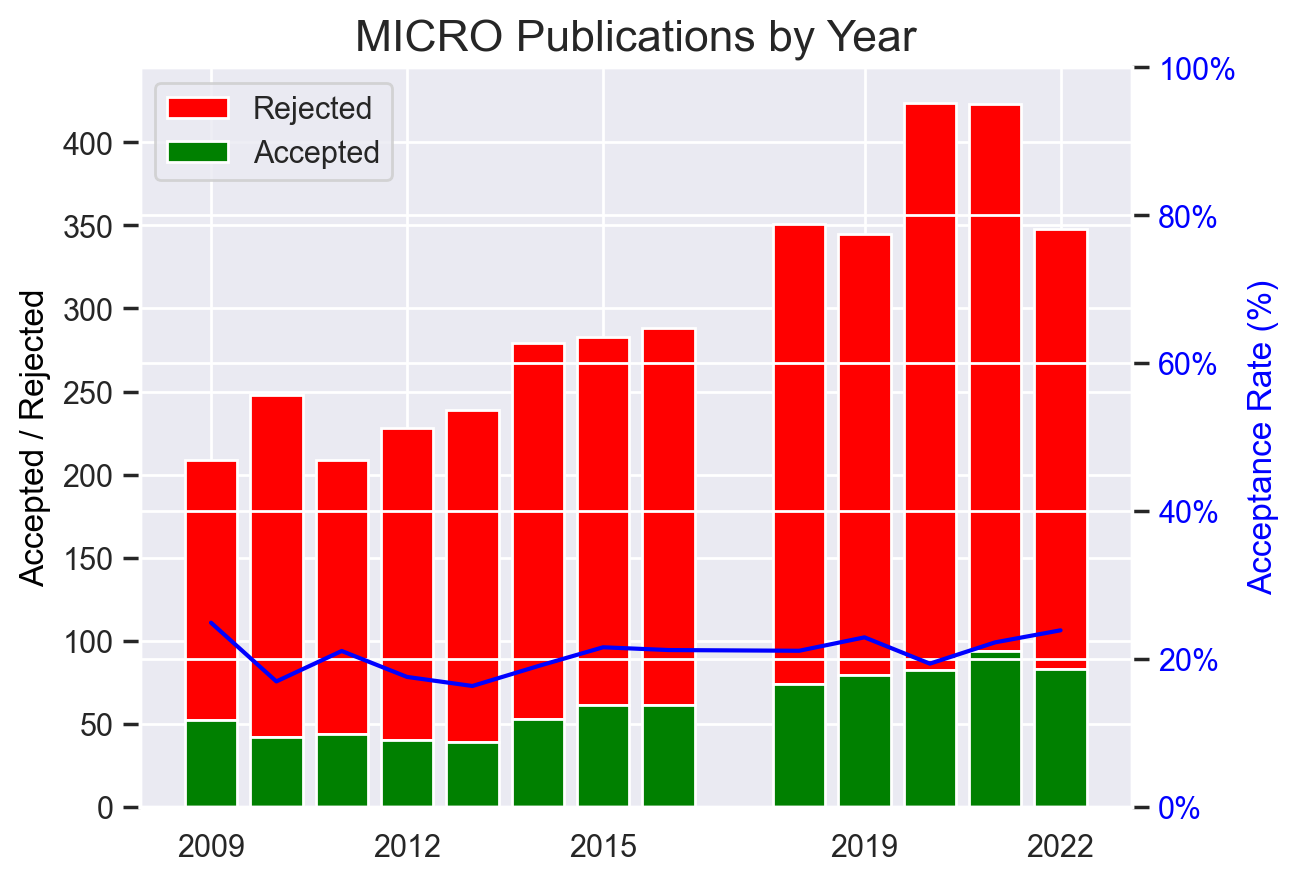 MICRO Publications by Year
Rejected
Accepted
Accepted / Rejected
400
350
300
250
200
150
100
50
0
100%
80%
60%
40%
20%
0%
Acceptance Rate (%)
2009 2012 2015 2019 2022